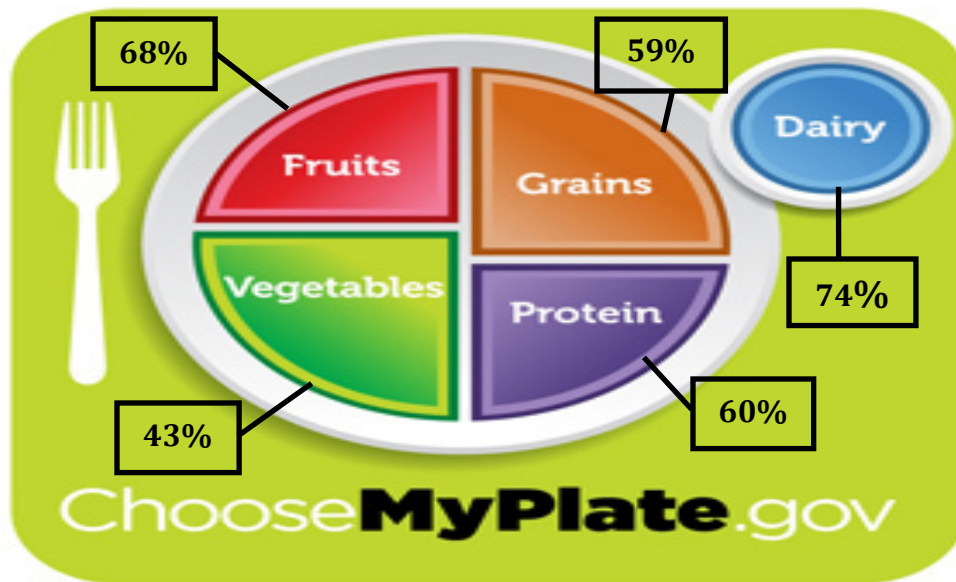 68%
59%
Dairy
Fruits
Grains
Vegetables
Protein
74%
60%
43%
ChooseMyPlate.gov